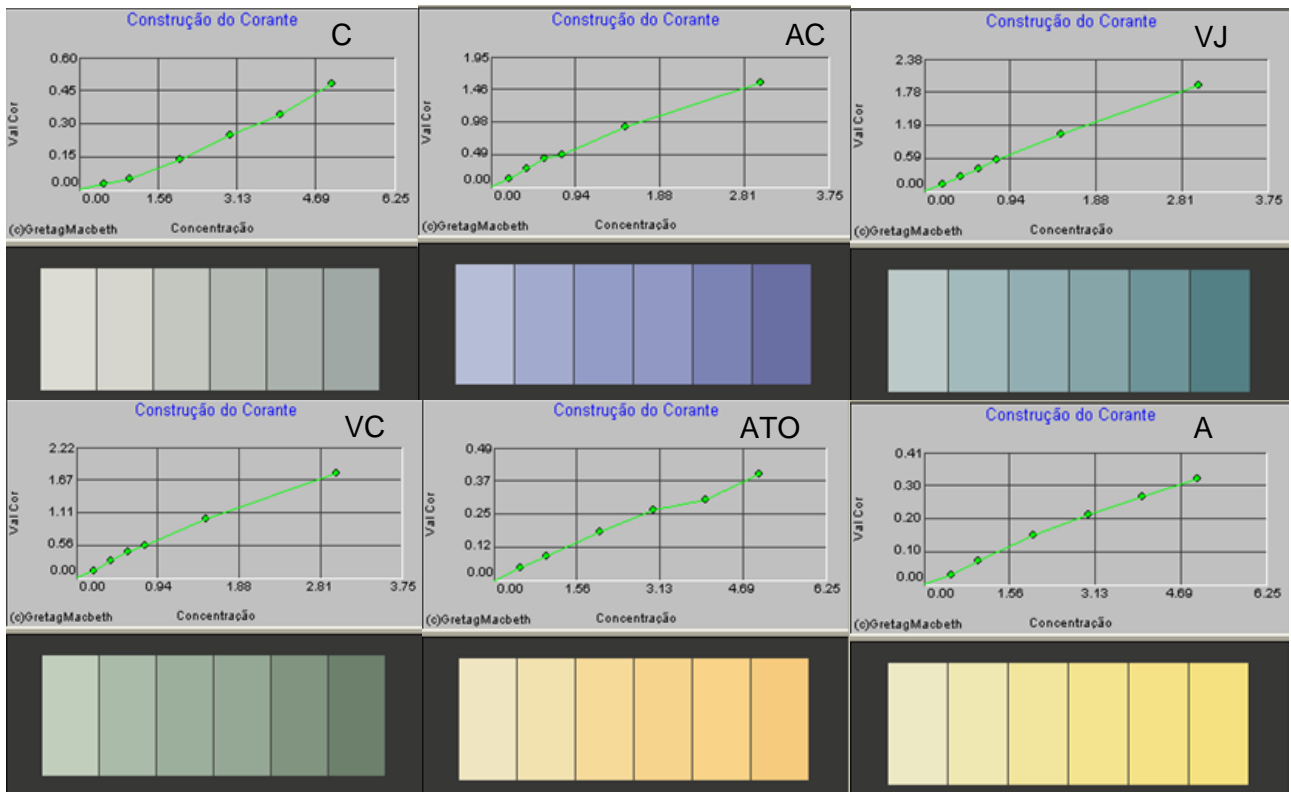 Construção do Corante
C
0.60
0.45
0.30
0.15
0.00
Val Cor
0.00 1.56 3.13 4.69 6.25
(c)GretagMacbeth Concentração
Construção do Corante
AC
1.95
1.46
0.98
0.49
0.00
Val Cor
0.00 0.94 1.88 2.81 3.75
(c)GretagMacbeth Concentração
Construção do Corante
VJ
2.38
1.78
1.19
0.59
0.00
Val Cor
0.00 0.94 1.88 2.81 3.75
(c)GretagMacbeth Concentração
Construção do Corante
VC
2.22
1.67
1.11
0.56
0.00
Val Cor
0.00 0.94 1.88 2.81 3.75
(c)GretagMacbeth Concentração
Construção do Corante
ATO
0.49
0.37
0.25
0.12
0.00
Val Cor
0.00 1.56 3.13 4.69 6.25
(c)GretagMacbeth Concentração
Construção do Corante
A
0.41
0.30
0.20
0.10
0.00
Val Cor
0.00 1.56 3.13 4.69 6.25
(c)GretagMacbeth Concentração